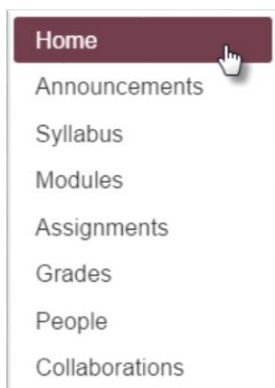 Home
Announcements
Syllabus
Modules
Assignments
Grades
People
Collaborations